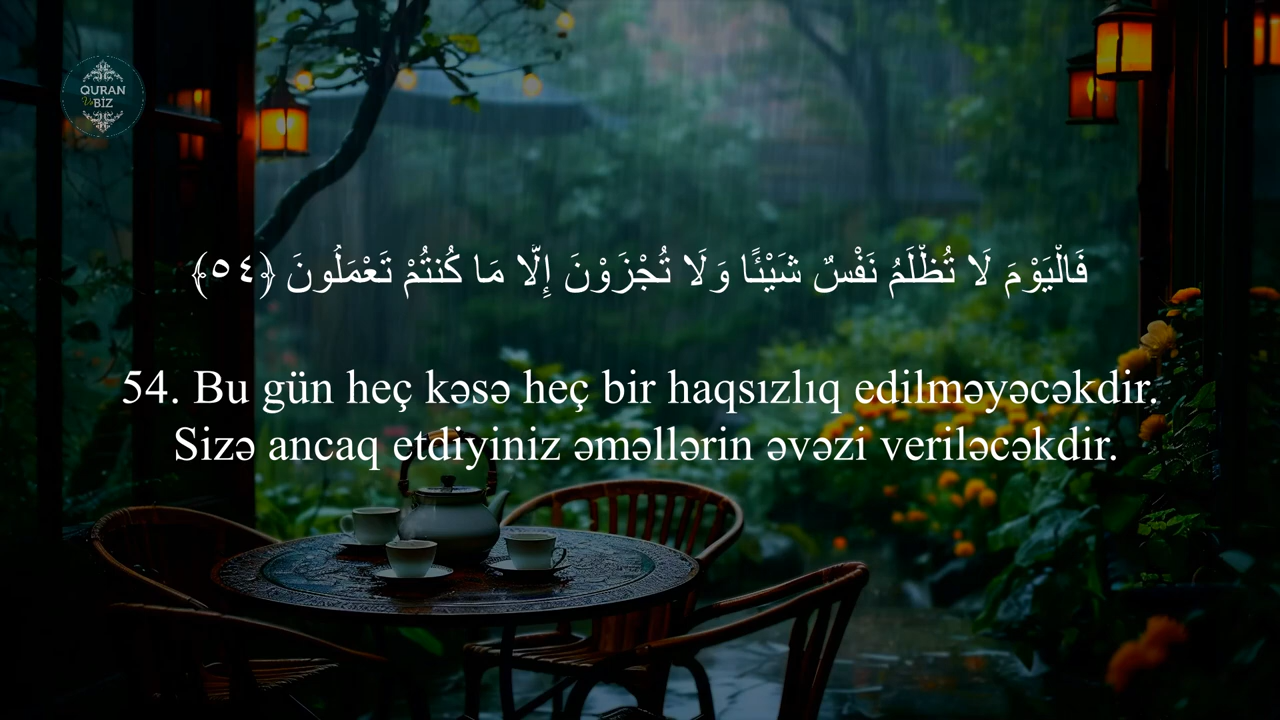 QURAN
Və BİZ
فَالْيَوْمَ لَا تُظْلَمُ نَفْسٌ شَيْئًا وَلَا تُجْزَوْنَ إِلَّا مَا كُنتُمْ تَعْمَلُونَ ﴿٥٤﴾
54. Bu gün heç kəsə heç bir haqsızlıq edilməyəcəkdir.
Sizə ancaq etdiyiniz əməllərin əvəzi veriləcəkdir.